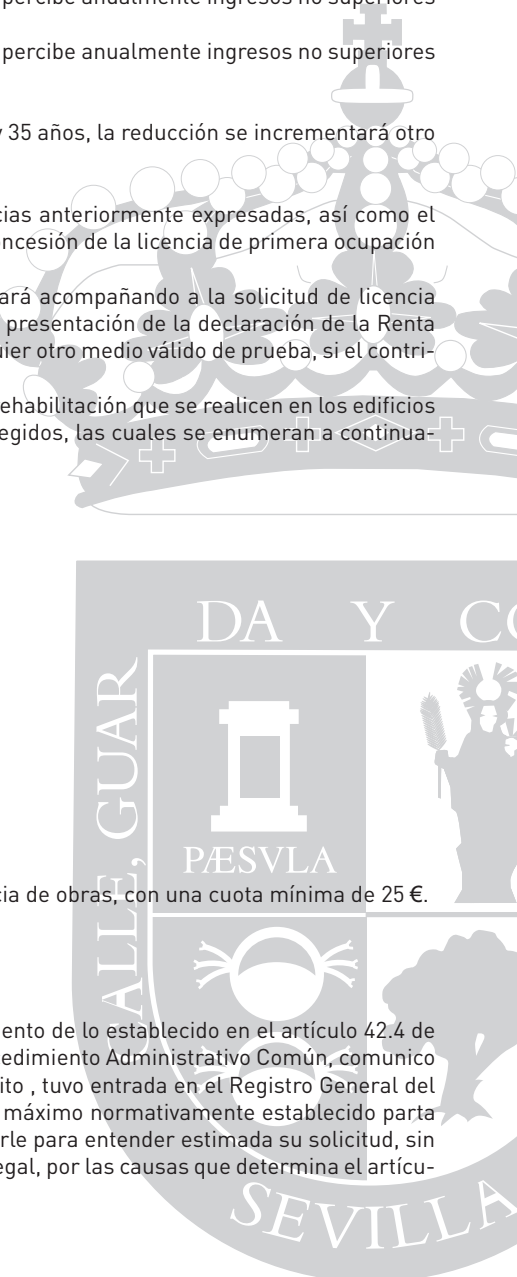 percibe anualmente ingresos no superiores
percibe anualmente ingresos no superiores
y 35 años, la reducción se incrementará otro
cias anteriormente expresadas, así como el
oncesión de la licencia de primera ocupación
ará acompañando a la solicitud de licencia
presentación de la declaración de la Renta
uier otro medio válido de prueba, si el contri-
ehabilitación que se realicen en los edificios
egidos, las cuales se enumeran a continua-
DA Y CO
CALLE, GUAR
PÆSVLA
cia de obras, con una cuota mínima de 25 €.
ento de lo establecido en el artículo 42.4 de
edimiento Administrativo Común, comunico
ito , tuvo entrada en el Registro General del
máximo normativamente establecido parta
arle para entender estimada su solicitud, sin
egal, por las causas que determina el artícu-
SEVILLA